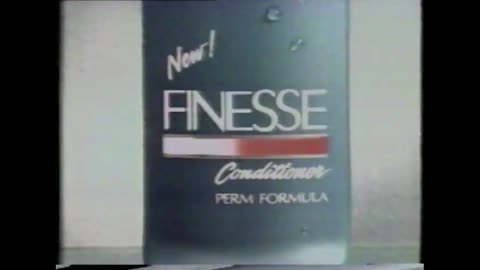 New!
FINESSE
Conditioner
PERM FORMULA